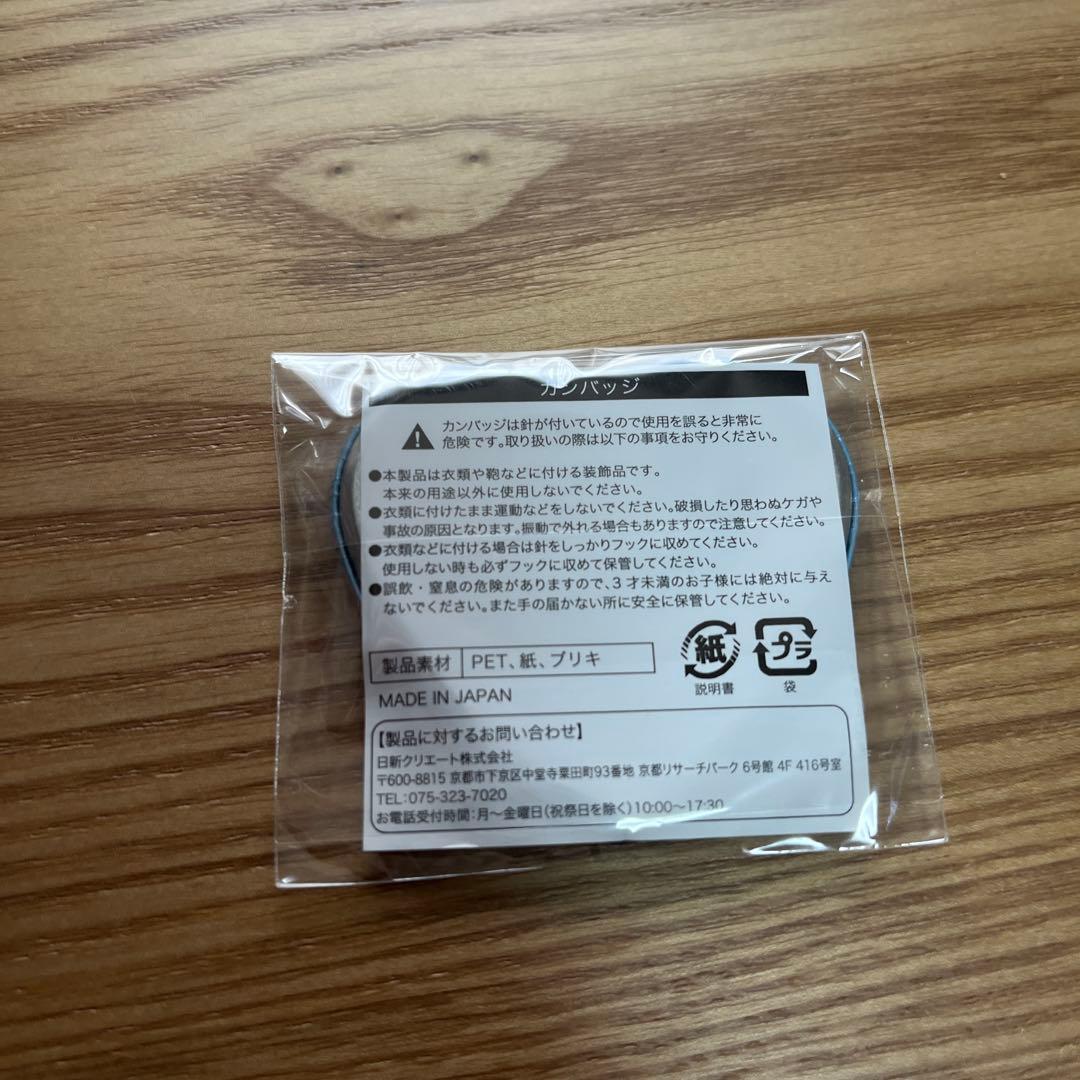 カンバッジ
カンバッジは針が付いているので使用を誤ると非常に
危険です。取り扱いの際は以下の事項をお守りください。
●本製品は衣類や鞄などに付ける装飾品です。
本来の用途以外に使用しないでください。
●衣類に付けたまま運動などをしないでください。破損したり思わぬケガや
事故の原因となります。振動で外れる場合もありますので注意してください。
●衣類などに付ける場合は針をしっかりフックに収めてください。
使用しない時も必ずフックに収めて保管してください。
●誤飲・窒息の危険がありますので、3才未満のお子様には絶対に与え
ないでください。また手の届かない所に安全に保管してください。
製品素材 PET、紙、ブリキ
紙 プラ
説明書 袋
MADE IN JAPAN
【製品に対するお問い合わせ】
日新クリエート株式会社
〒600-8815 京都市下京区中堂寺粟田町93番地 京都リサーチパーク 6号館 4F 416号室
TEL:075-323-7020
お電話受付時間:月〜金曜日(祝祭日を除く)10:00〜17:30